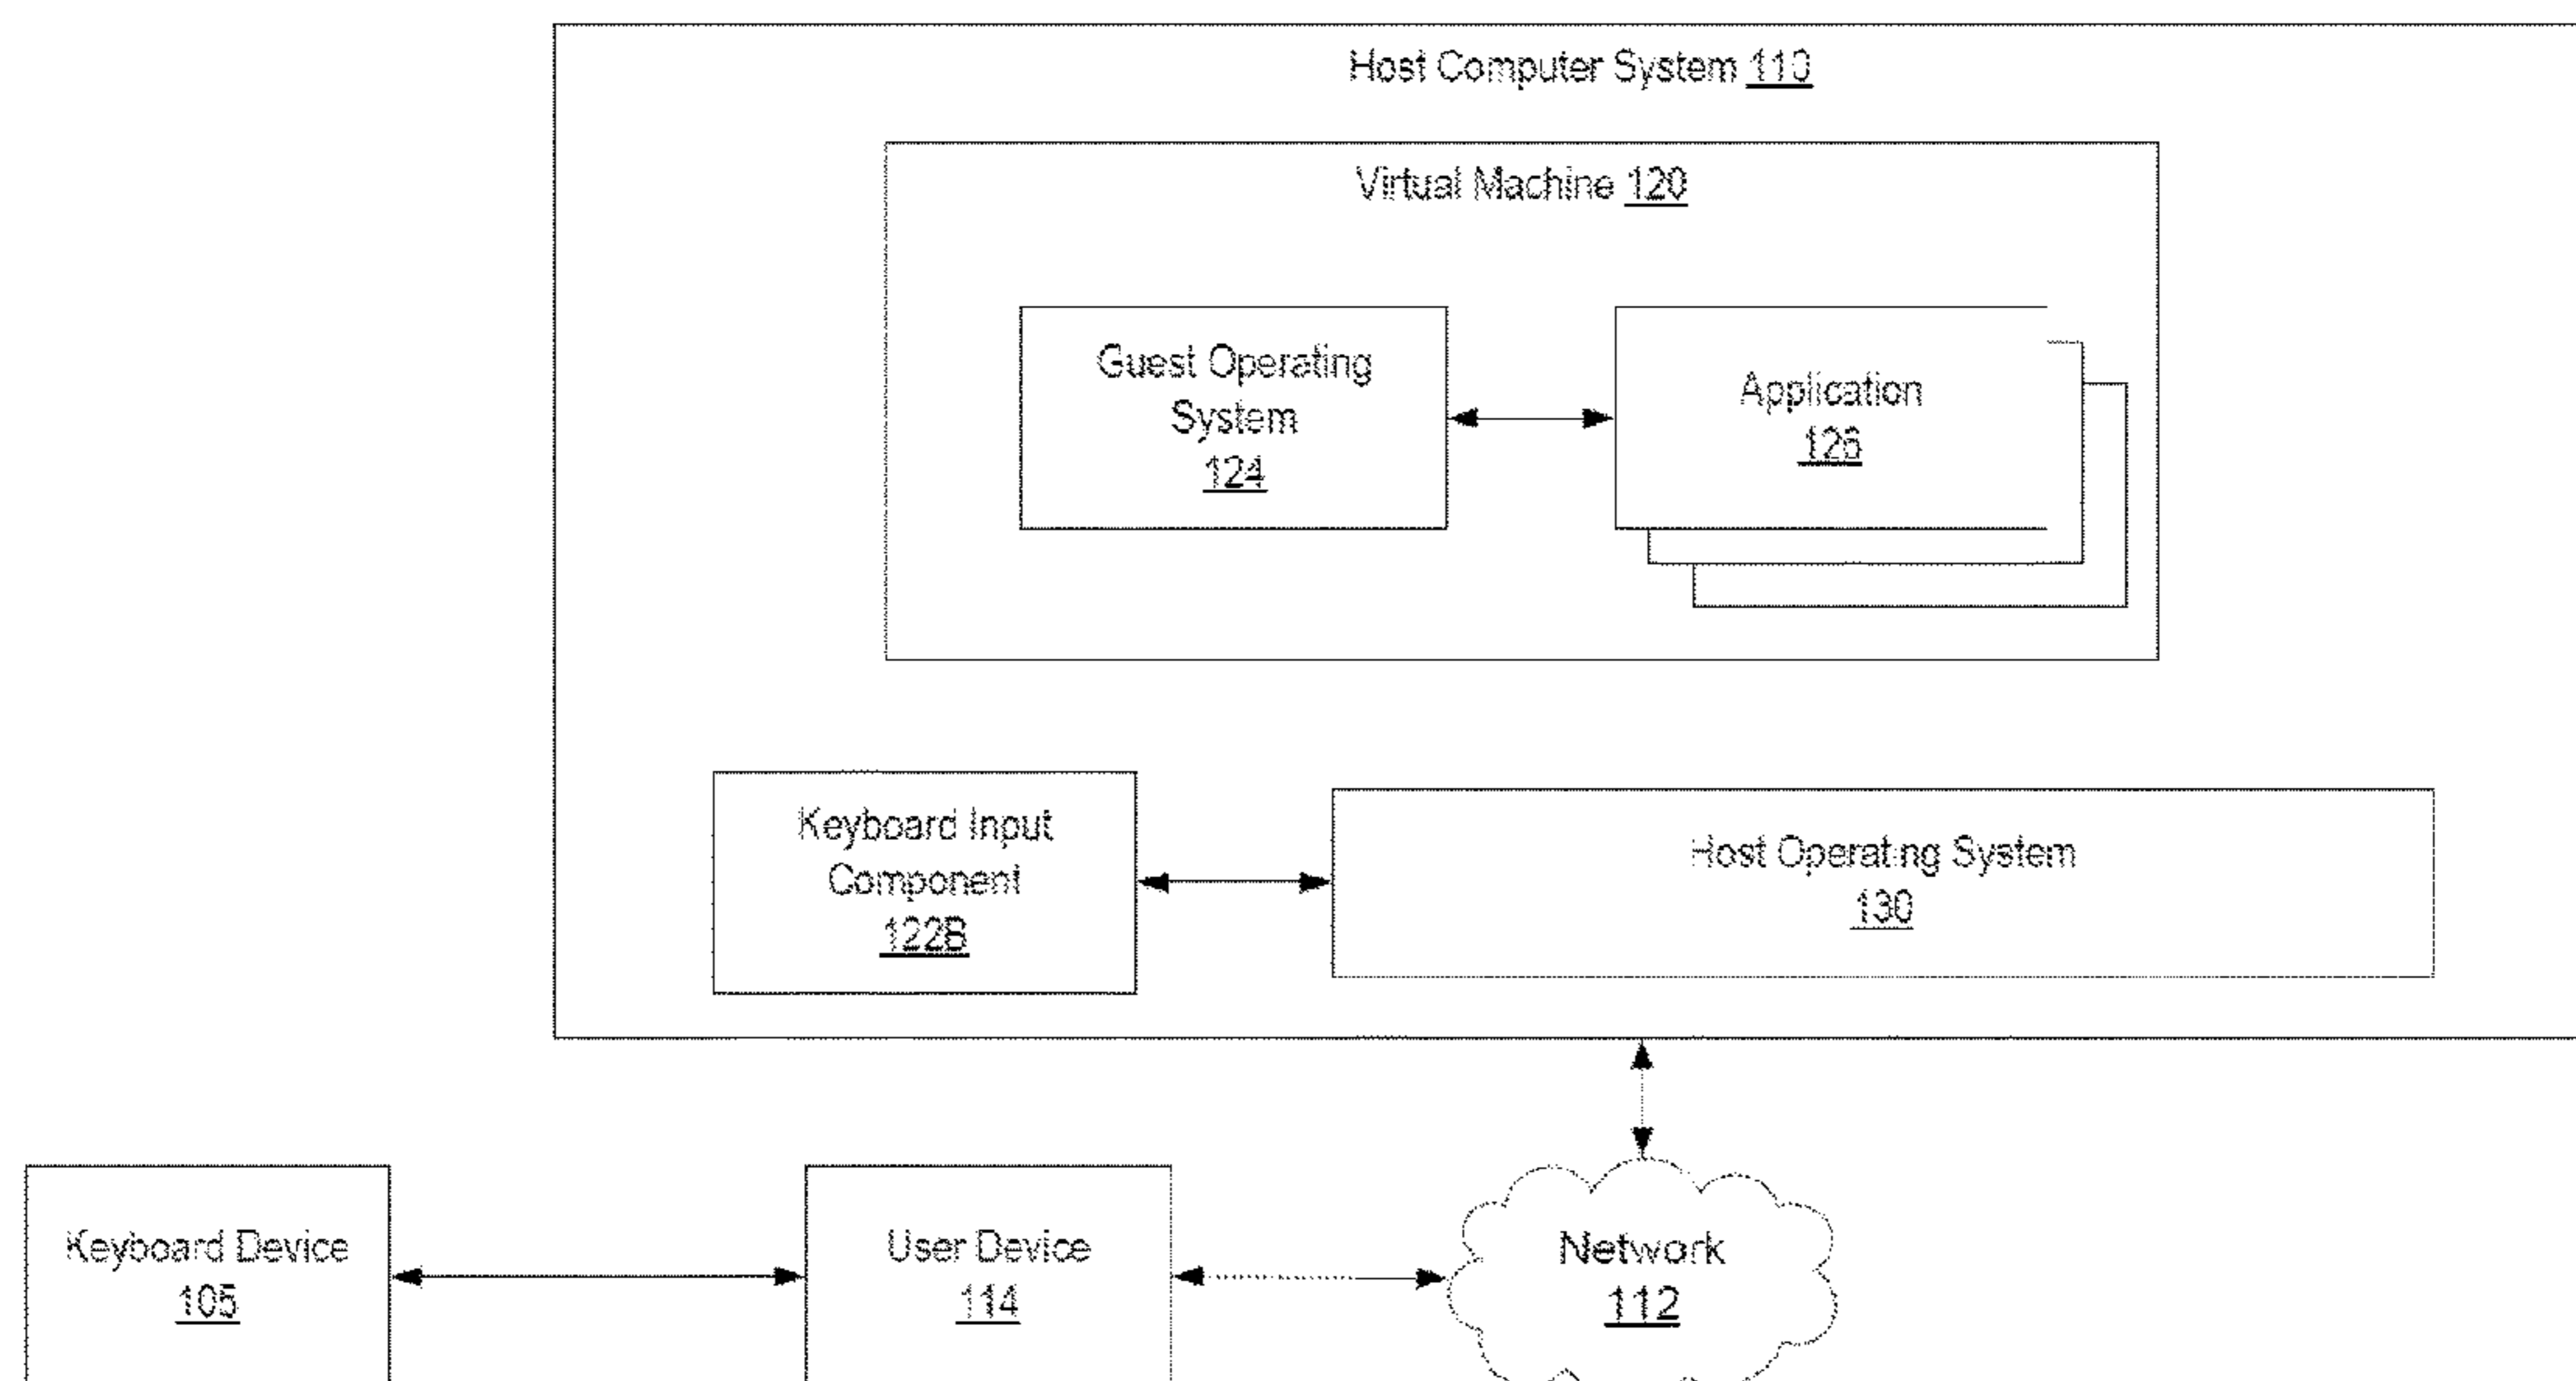 Host Computer System 110
Virtual Machine 120
Guest Operating
System
124
Application
126
Keyboard Input
Component
122B
Host Operating System
130
Keyboard Device
105
User Device
114
Network
112